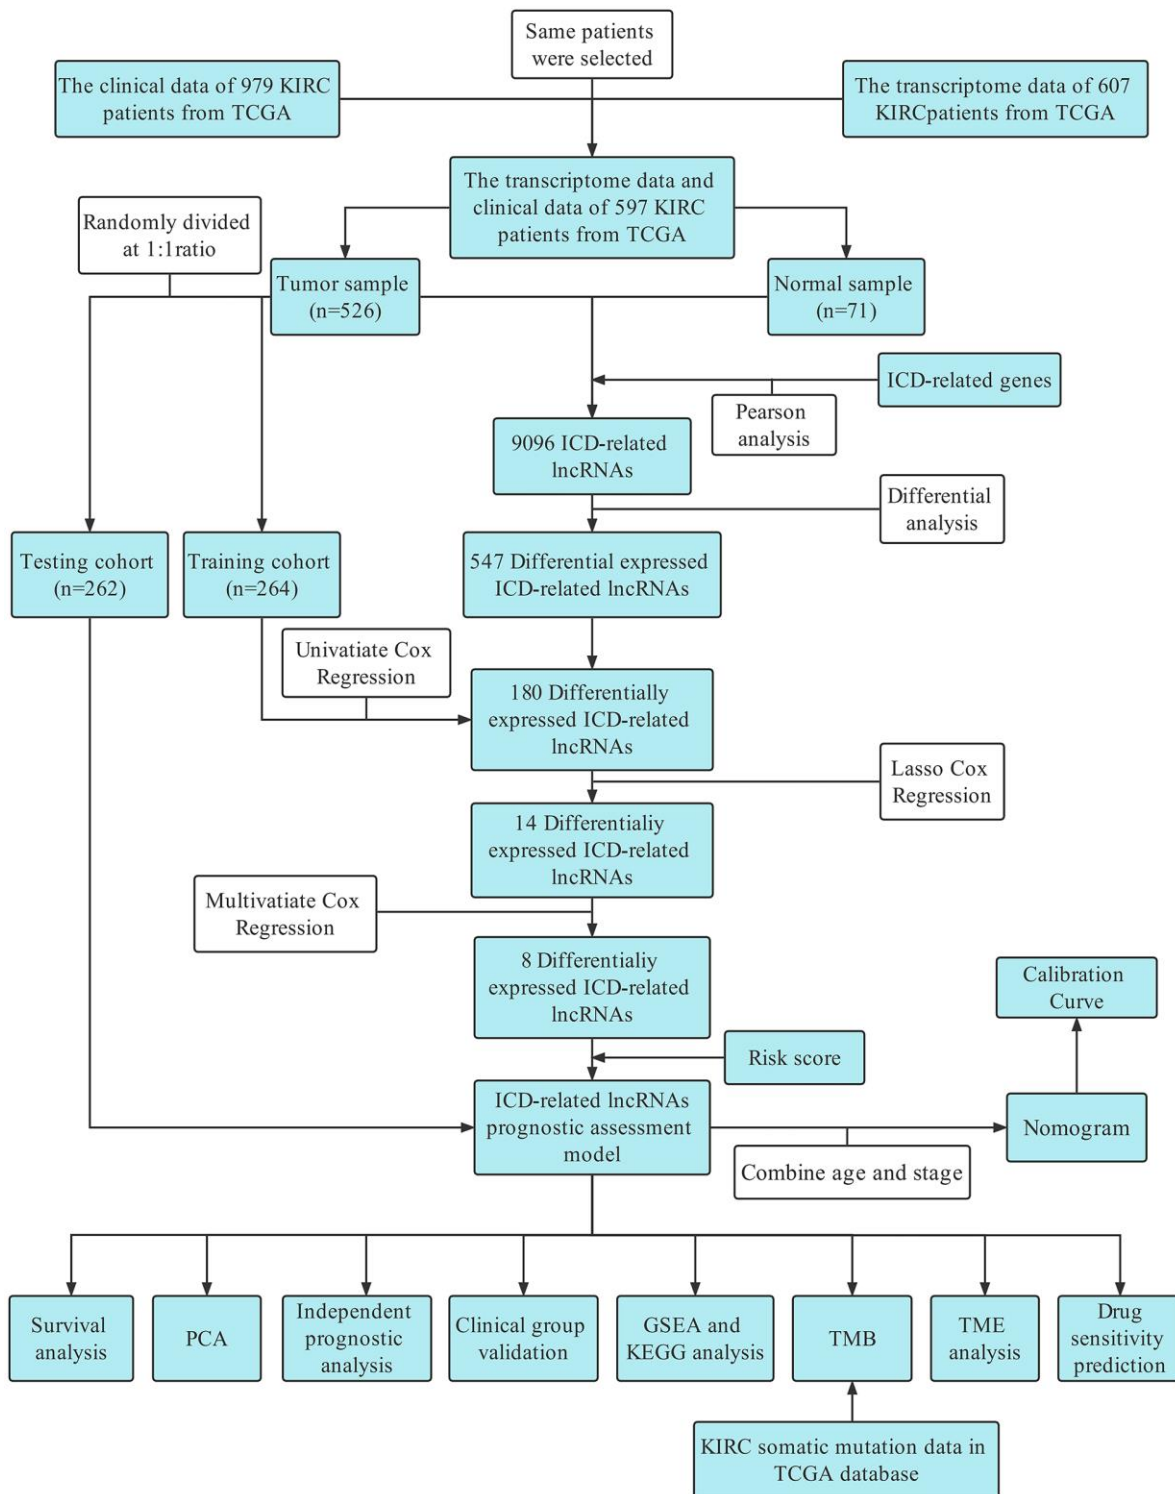 Same patients
were selected
The clinical data of 979 KIRC
patients from TCGA
The transcriptome data of 607
KIRCpatients from TCGA
The transcriptome data and
clinical data of 597 KIRC
patients from TCGA
Randomly divided
at 1:1ratio
Tumor sample
(n=526)
Normal sample
(n=71)
ICD-related genes
Pearson
analysis
9096 ICD-related
lncRNAs
Differential
analysis
Testing cohort
(n=262)
Training cohort
(n=264)
547 Differential expressed
ICD-related lncRNAs
Univatiate Cox
Regression
180 Differentially
expressed ICD-related
lncRNAs
Lasso Cox
Regression
14 Differentialiy
expressed ICD-related
lncRNAs
Multivatiate Cox
Regression
8 Differentialiy
expressed ICD-related
lncRNAs
Calibration
Curve
Risk score
ICD-related lncRNAs
prognostic assessment
model
Nomogram
Combine age and stage
Survival
analysis
PCA
Independent
prognostic
analysis
Clinical group
validation
GSEA and
KEGG analysis
TMB
TME
analysis
Drug
sensitivity
prediction
KIRC somatic mutation data in
TCGA database